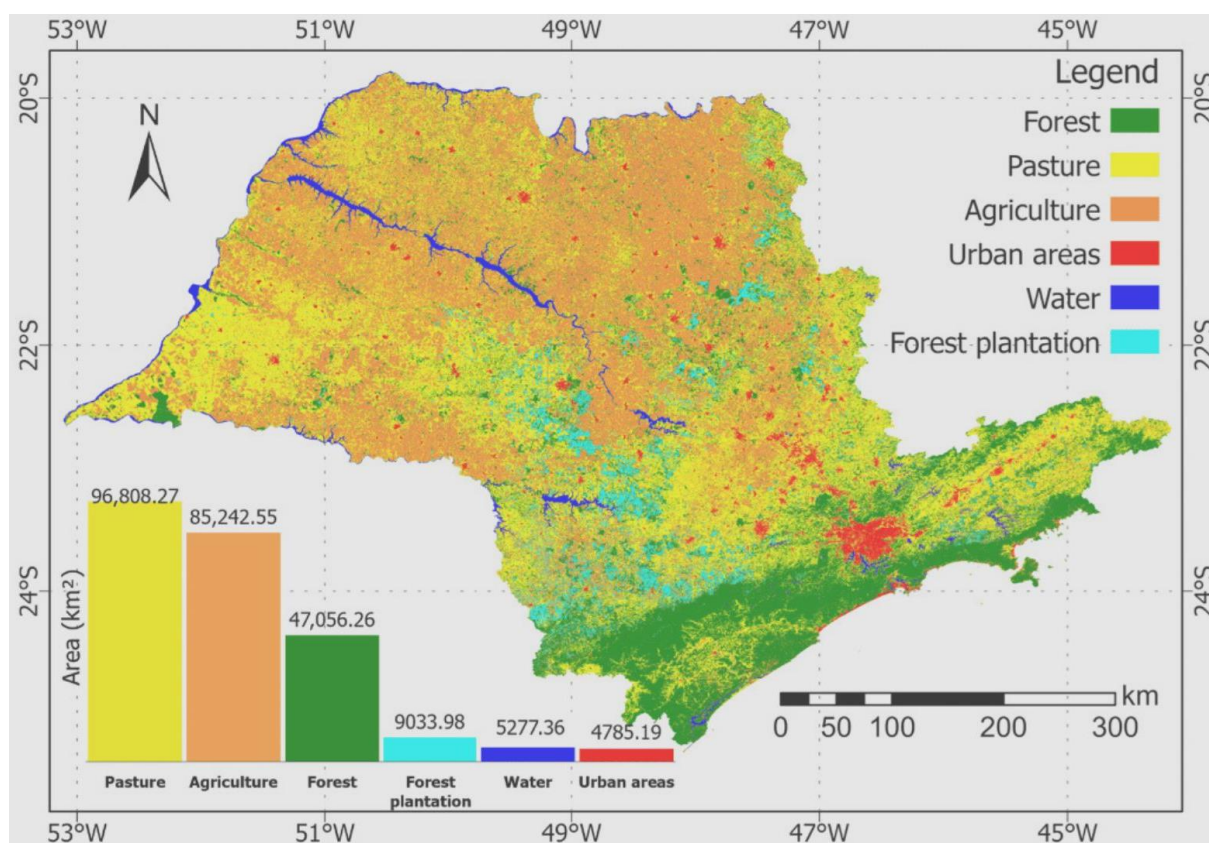 53°W 51°W 49°W 47°W 45°W
20°S 20°S
N
Legend
Forest
Pasture
Agriculture
Urban areas
Water
Forest plantation
22°S 22°S
24°S 24°S
Area (km²)
96,808.27
85,242.55
47,056.26
9033.98
5277.36
4785.19
Pasture Agriculture Forest Forest Water Urban areas
plantation
km
0 50 100 200 300
53°W 51°W 49°W 47°W 45°W